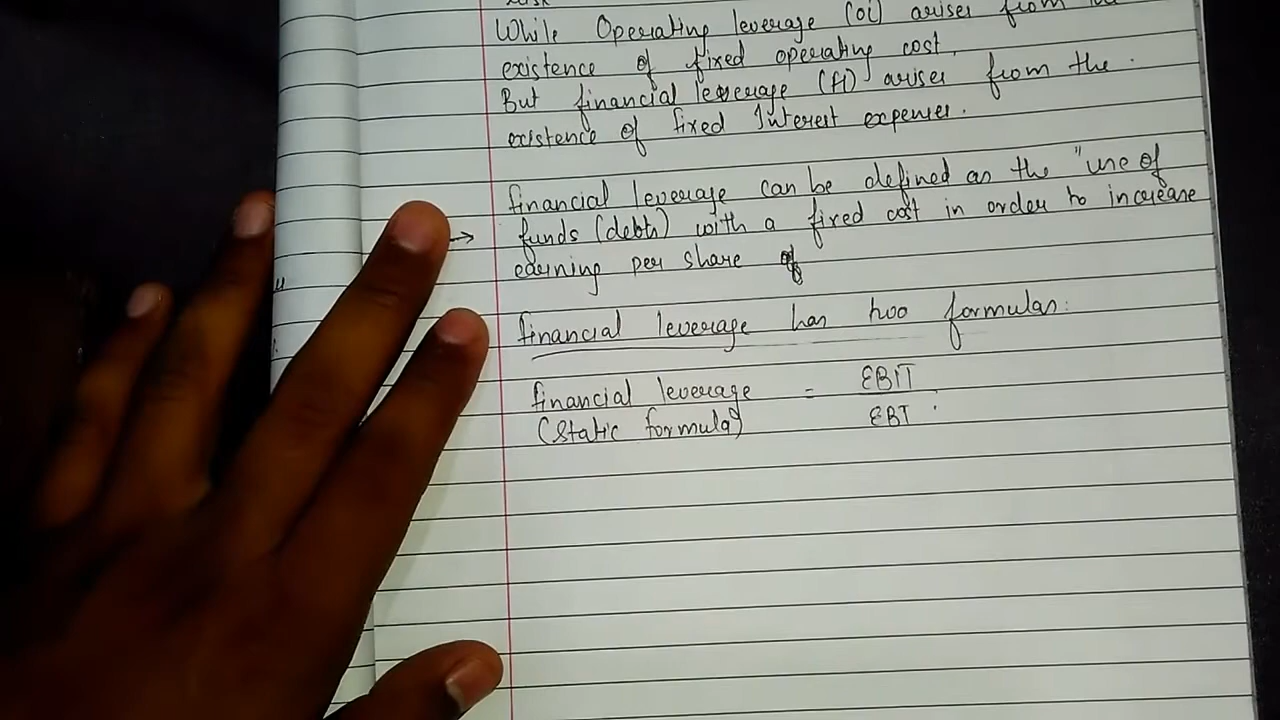 While Operating leverage (ol) arises from
existence of fixed operating cost.
But financial leverage (fl) arises from the
existence of fixed Interest expenses.
financial leverage can be defined as the "use of
→ funds (debts) with a fixed cost in order to increase
earning per share of
financial leverage has two formulas:
financial leverage = EBIT
(Static formula) EBT